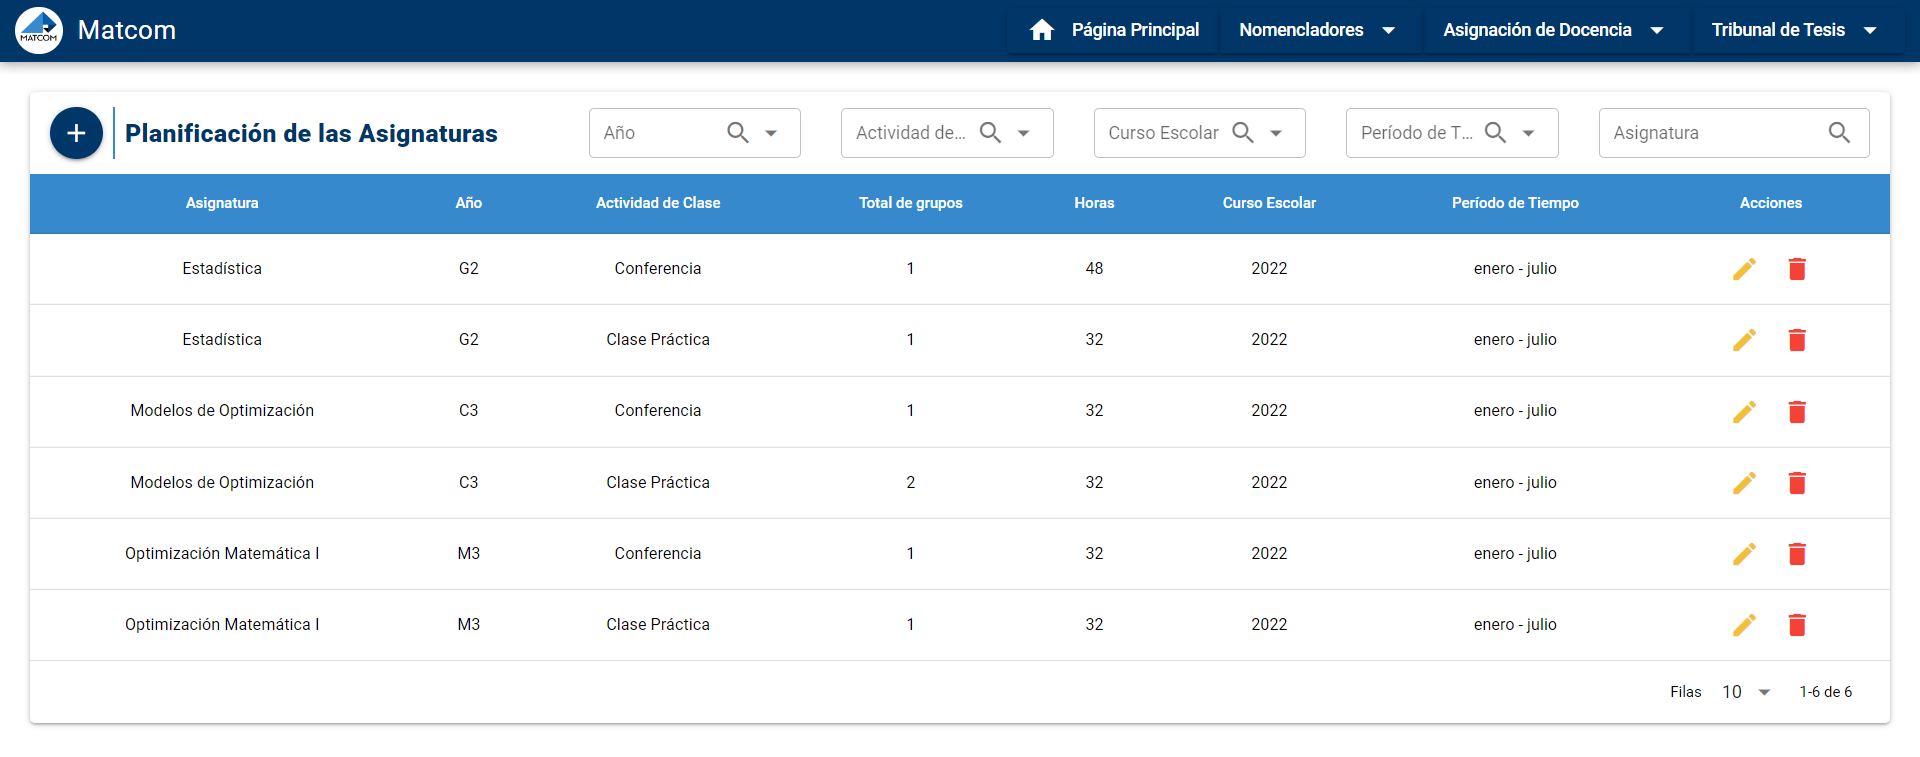 MATCOM Matcom Página Principal Nomencladores Asignación de Docencia Tribunal de Tesis
Planificación de las Asignaturas Año Actividad de... Curso Escolar Período de T... Asignatura
Asignatura Año Actividad de Clase Total de grupos Horas Curso Escolar Período de Tiempo Acciones
Estadística G2 Conferencia 1 48 2022 enero - julio
Estadística G2 Clase Práctica 1 32 2022 enero - julio
Modelos de Optimización C3 Conferencia 1 32 2022 enero - julio
Modelos de Optimización C3 Clase Práctica 2 32 2022 enero - julio
Optimización Matemática I M3 Conferencia 1 32 2022 enero - julio
Optimización Matemática I M3 Clase Práctica 1 32 2022 enero - julio
Filas 10 1-6 de 6